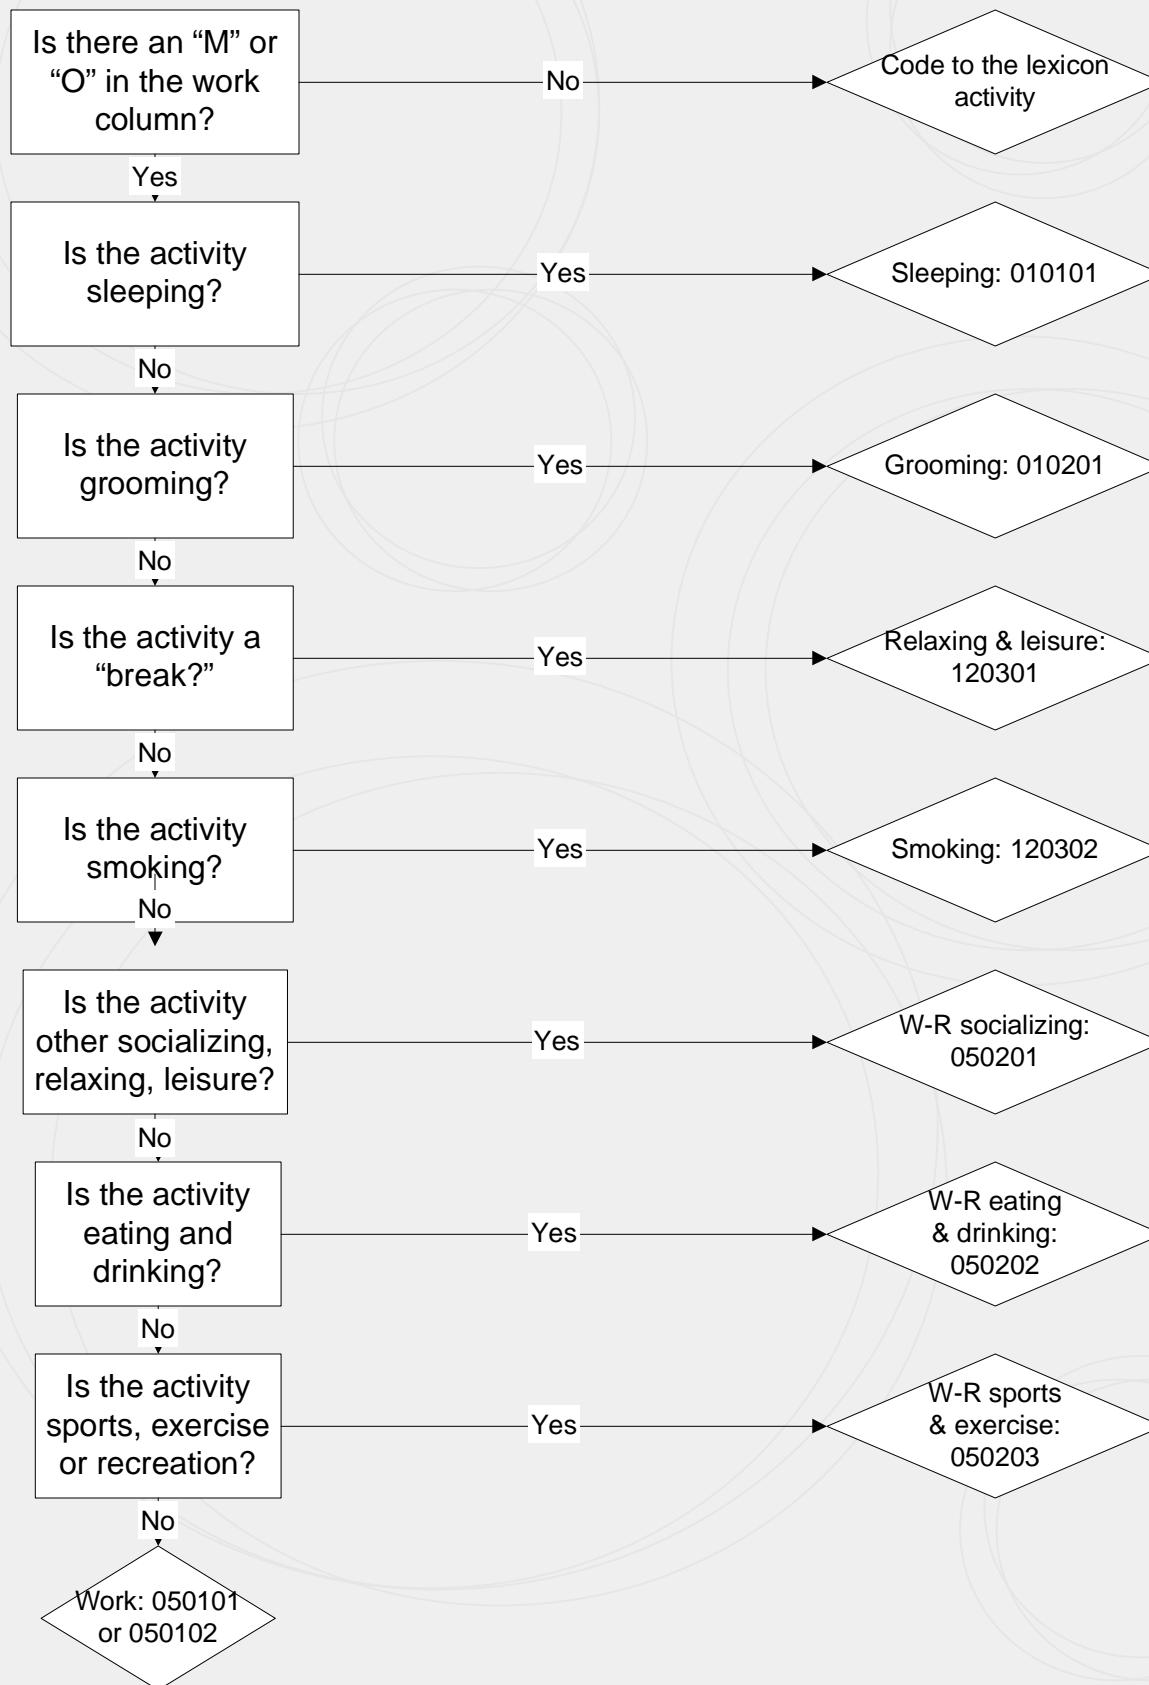 Is there an “M” or
“O” in the work
column?
No
Code to the lexicon
activity
Yes
Is the activity
sleeping?
Yes
Sleeping: 010101
No
Is the activity
grooming?
Yes
Grooming: 010201
No
Is the activity a
“break?”
Yes
Relaxing & leisure:
120301
No
Is the activity
smoking?
Yes
Smoking: 120302
No
Is the activity
other socializing,
relaxing, leisure?
Yes
W-R socializing:
050201
No
Is the activity
eating and
drinking?
Yes
W-R eating
& drinking:
050202
No
Is the activity
sports, exercise
or recreation?
Yes
W-R sports
& exercise:
050203
No
Work: 050101
or 050102